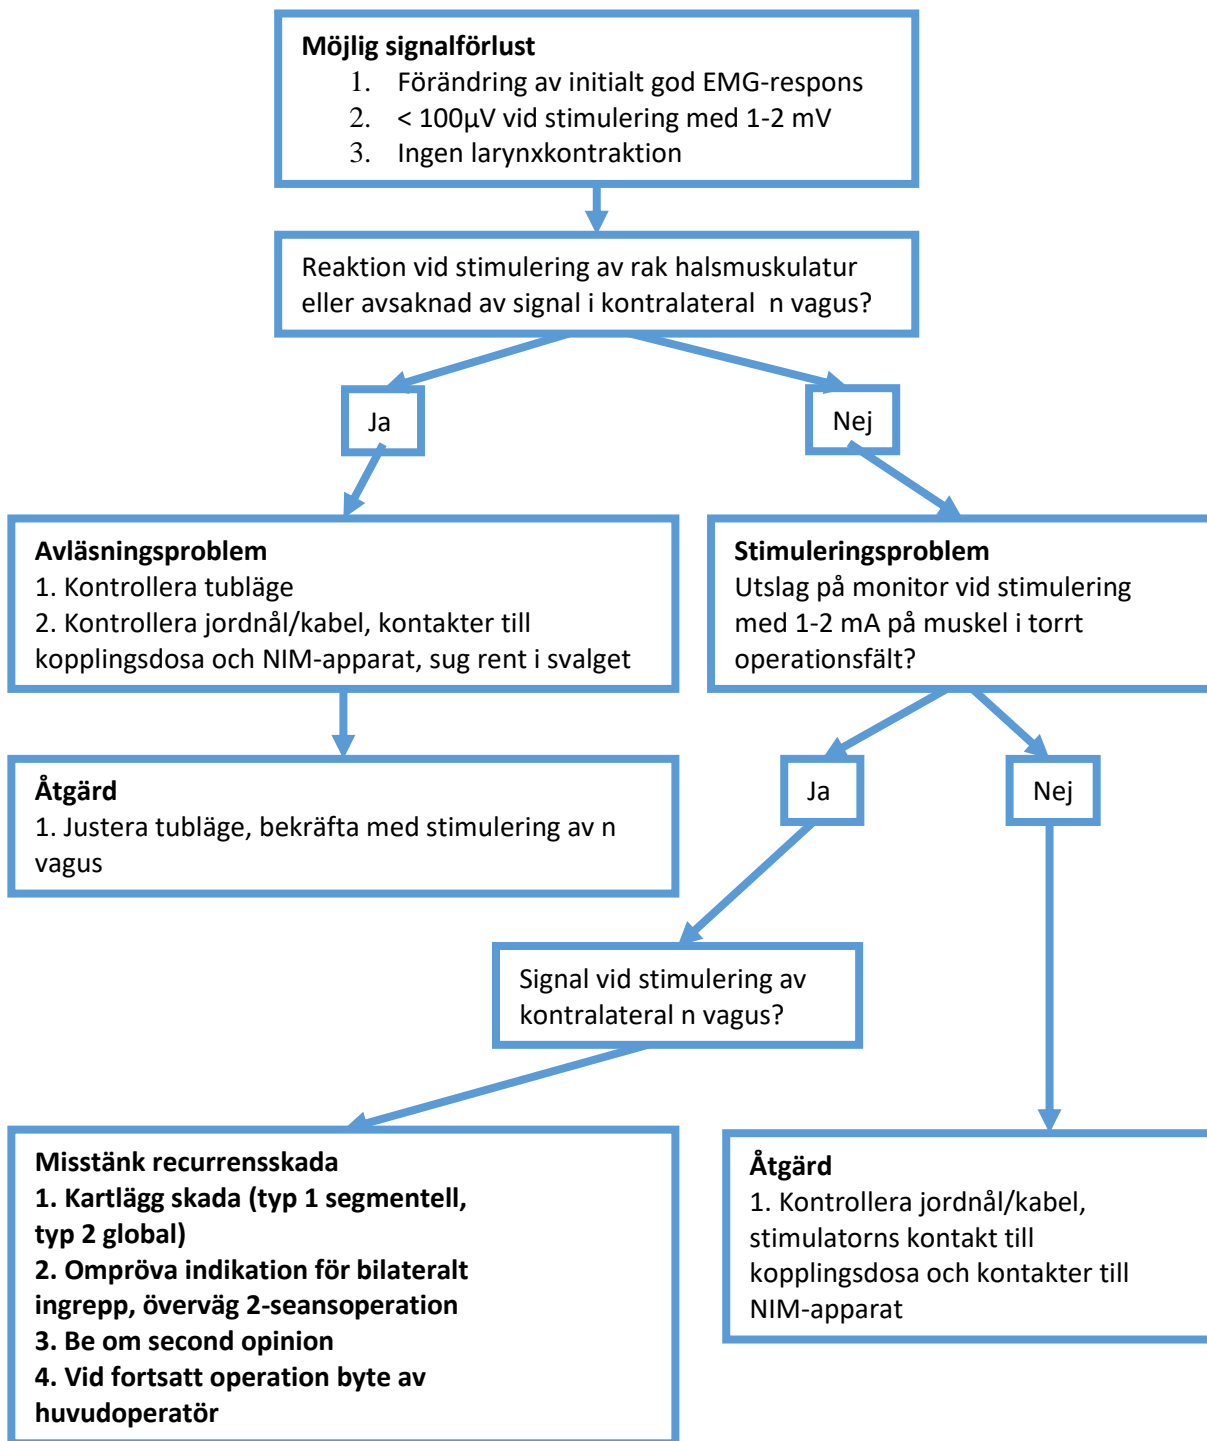 Möjlig signalförlust
1. Förändring av initialt god EMG-respons
2. < 100µV vid stimulering med 1-2 mV
3. Ingen larynxkontraktion
Reaktion vid stimulering av rak halsmuskulatur
eller avsaknad av signal i kontralateral n vagus?
Ja
Nej
Avläsningsproblem
1. Kontrollera tubläge
2. Kontrollera jordnål/kabel, kontakter till
kopplingsdosa och NIM-apparat, sug rent i svalget
Stimuleringsproblem
Utslag på monitor vid stimulering
med 1-2 mA på muskel i torrt
operationsfält?
Åtgärd
1. Justera tubläge, bekräfta med stimulering av n
vagus
Ja
Nej
Signal vid stimulering av
kontralateral n vagus?
Misstänk recurrensskada
1. Kartlägg skada (typ 1 segmentell,
typ 2 global)
2. Ompröva indikation för bilateralt
ingrepp, överväg 2-seansoperation
3. Be om second opinion
4. Vid fortsatt operation byte av
huvudoperatör
Åtgärd
1. Kontrollera jordnål/kabel,
stimulatorns kontakt till
kopplingsdosa och kontakter till
NIM-apparat